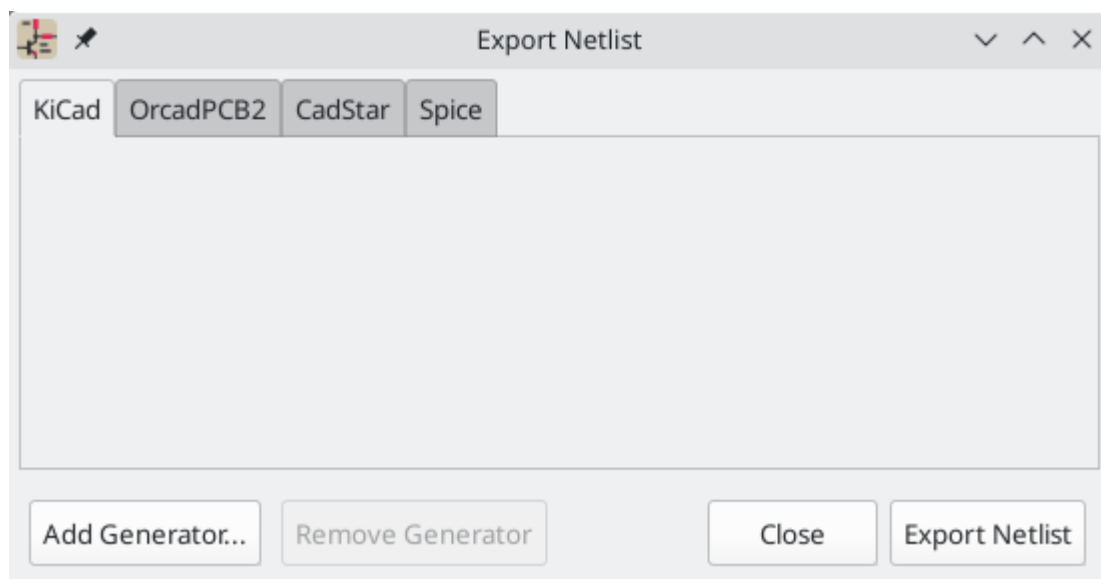 Export Netlist
KiCad OrcadPCB2 CadStar Spice
Add Generator... Remove Generator Close Export Netlist